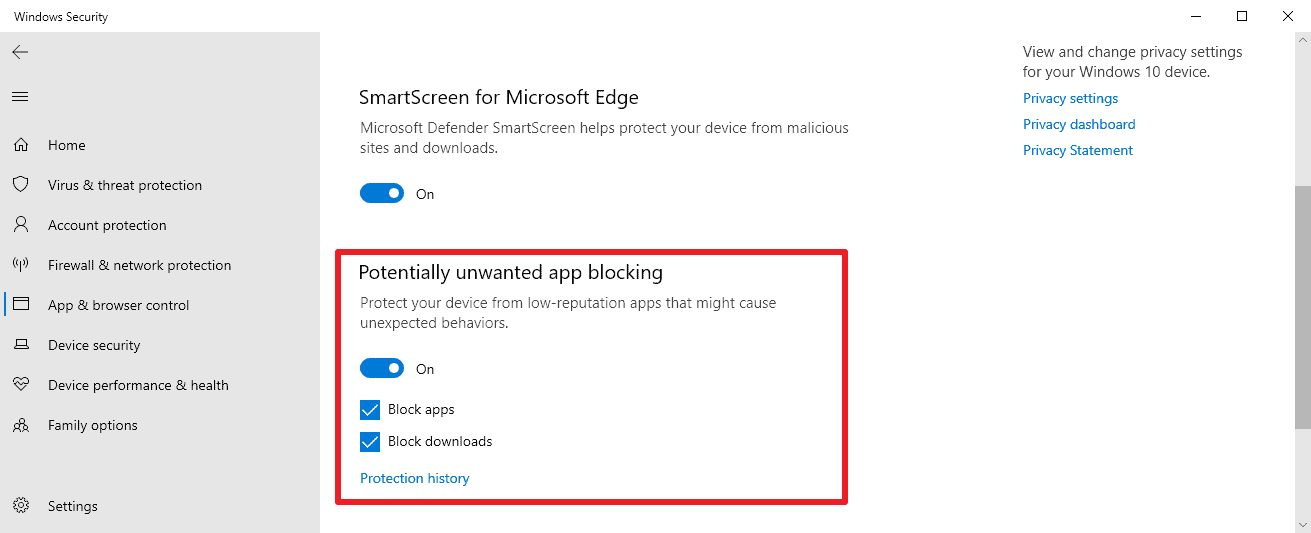 Windows Security
Home
Virus & threat protection
Account protection
Firewall & network protection
App & browser control
Device security
Device performance & health
Family options
Settings
SmartScreen for Microsoft Edge
Microsoft Defender SmartScreen helps protect your device from malicious
sites and downloads.
On
Potentially unwanted app blocking
Protect your device from low-reputation apps that might cause
unexpected behaviors.
On
Block apps
Block downloads
Protection history
View and change privacy settings
for your Windows 10 device.
Privacy settings
Privacy dashboard
Privacy Statement